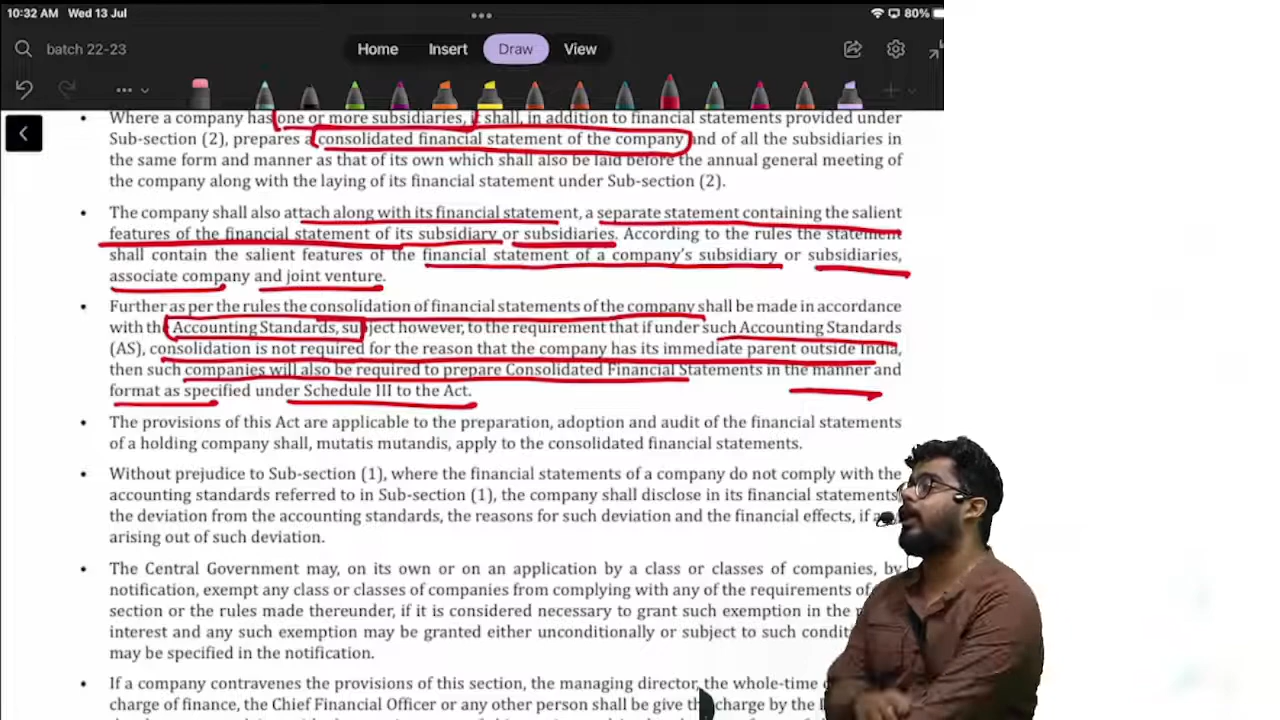 10:32 AM Wed 13 Jul
80%
batch 22-23
Home Insert Draw View
Where a company has one or more subsidiaries, it shall, in addition to financial statements provided under
Sub-section (2), prepares a consolidated financial statement of the company and of all the subsidiaries in
the same form and manner as that of its own which shall also be laid before the annual general meeting of
the company along with the laying of its financial statement under Sub-section (2).
The company shall also attach along with its financial statement, a separate statement containing the salient
features of the financial statement of its subsidiary or subsidiaries. According to the rules the statement
shall contain the salient features of the financial statement of a company's subsidiary or subsidiaries,
associate company and joint venture.
Further as per the rules the consolidation of financial statements of the company shall be made in accordance
with the Accounting Standards, subject however, to the requirement that if under such Accounting Standards
(AS), consolidation is not required for the reason that the company has its immediate parent outside India,
then such companies will also be required to prepare Consolidated Financial Statements in the manner and
format as specified under Schedule III to the Act.
The provisions of this Act are applicable to the preparation, adoption and audit of the financial statements
of a holding company shall, mutatis mutandis, apply to the consolidated financial statements.
Without prejudice to Sub-section (1), where the financial statements of a company do not comply with the
accounting standards referred to in Sub-section (1), the company shall disclose in its financial statements
the deviation from the accounting standards, the reasons for such deviation and the financial effects, if
arising out of such deviation.
The Central Government may, on its own or on an application by a class or classes of companies, by
notification, exempt any class or classes of companies from complying with any of the requirements of
section or the rules made thereunder, if it is considered necessary to grant such exemption in the
interest and any such exemption may be granted either unconditionally or subject to such
may be specified in the notification.
If a company contravenes the provisions of this section, the managing director, the whole-time
charge of finance, the Chief Financial Officer or any other person shall be give charge by the